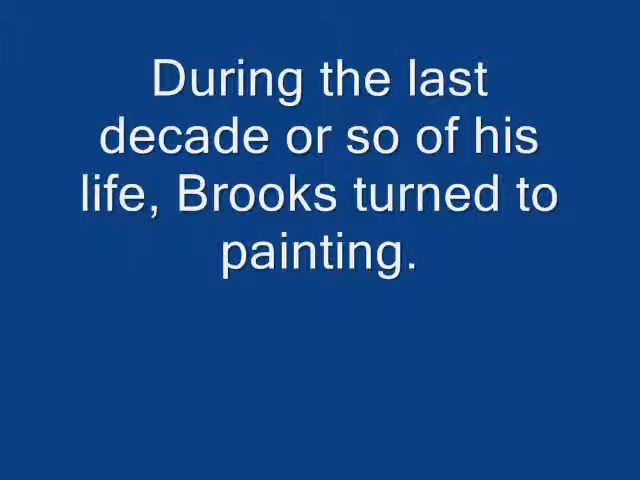 During the last
decade or so of his
life, Brooks turned to
painting.